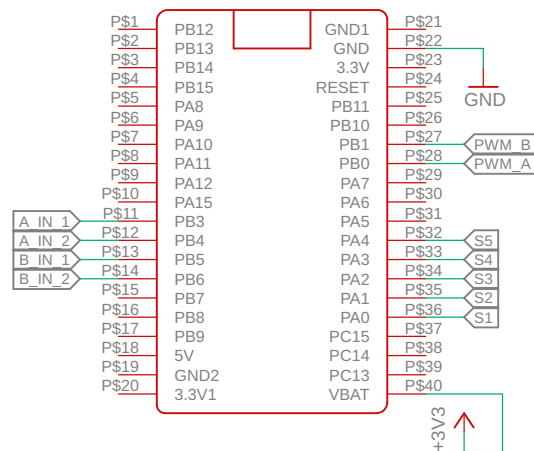 P$1 PB12 GND1 P$21
P$2 PB13 GND P$22
P$3 PB14 3.3V P$23
P$4 PB15 RESET P$24
GND
P$5 PA8 PB11 P$25
P$6 PA9 PB10 P$26
P$7 PA10 PB1 P$27 PWM_B
P$8 PA11 PB0 P$28 PWM_A
P$9 PA12 PA7 P$29
P$10 PA15 PA6 P$30
A_IN_1 P$11 PB3 PA5 P$31
A_IN_2 P$12 PB4 PA4 P$32 S5
B_IN_1 P$13 PB5 PA3 P$33 S4
B_IN_2 P$14 PB6 PA2 P$34 S3
P$15 PB7 PA1 P$35 S2
P$16 PB8 PA0 P$36 S1
P$17 PB9 PC15 P$37
P$18 5V PC14 P$38
P$19 GND2 PC13 P$39
P$20 3.3V1 VBAT P$40
+3V3